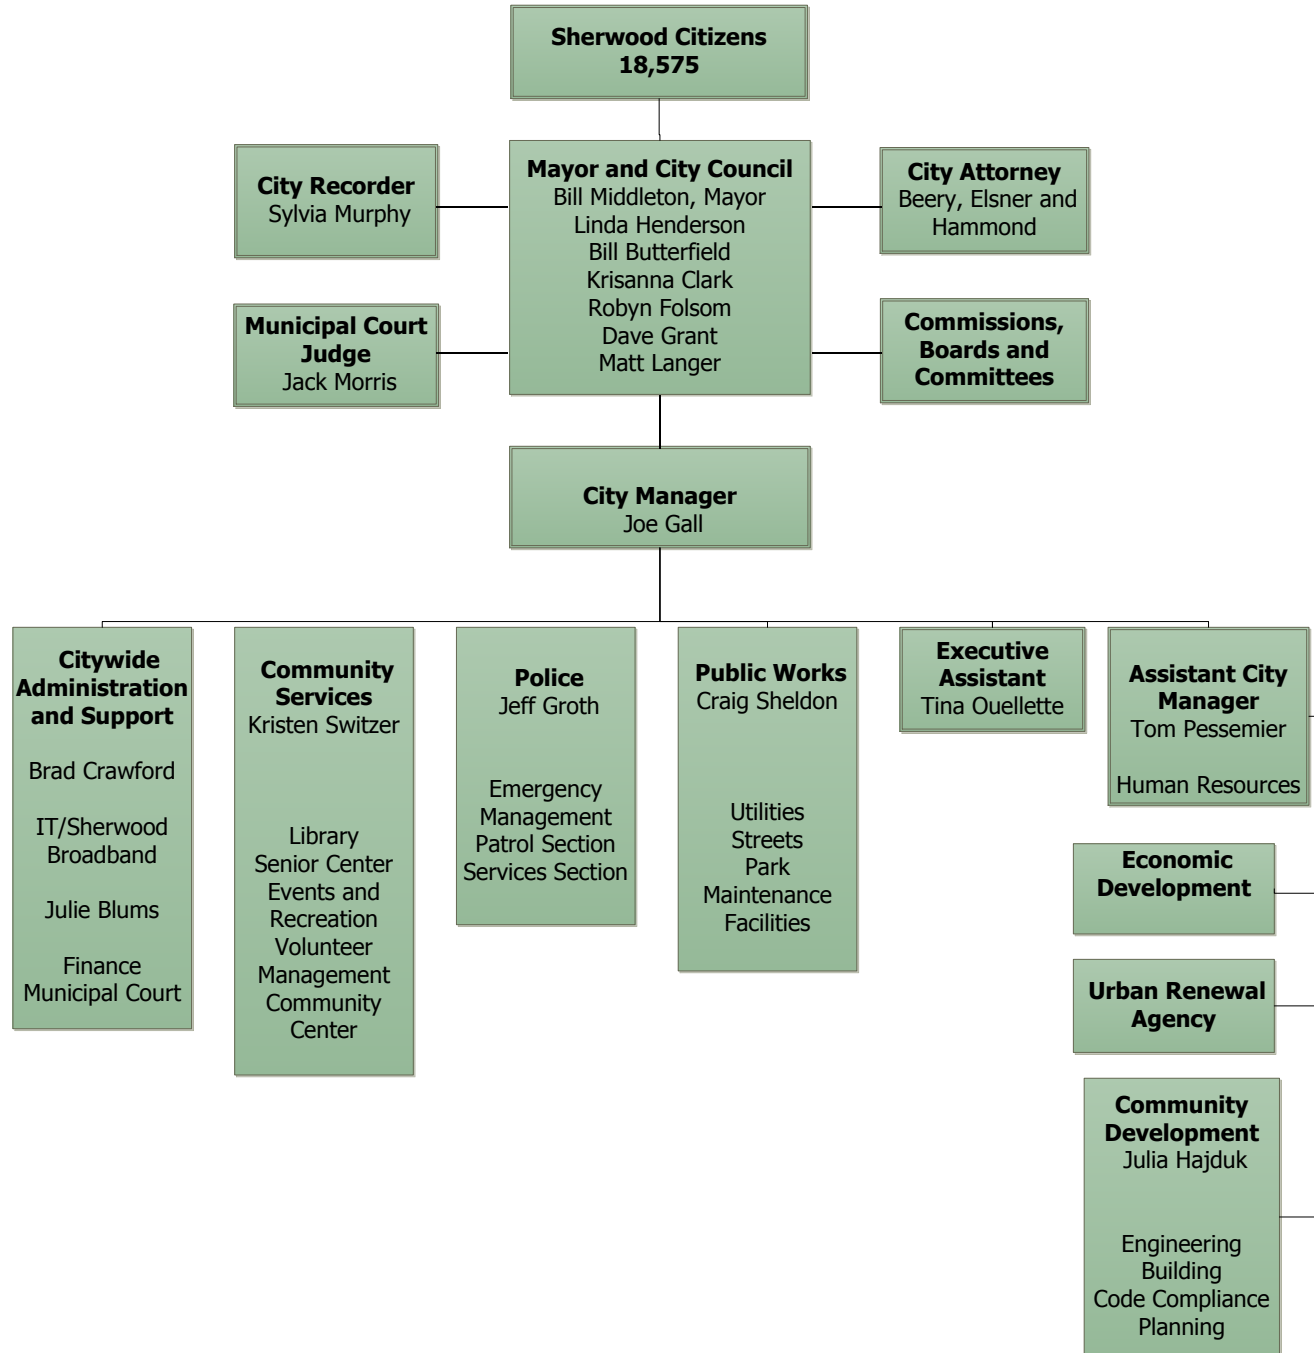 Sherwood Citizens
18,575
City Recorder
Sylvia Murphy
Mayor and City Council
Bill Middleton, Mayor
Linda Henderson
Bill Butterfield
Krisanna Clark
Robyn Folsom
Dave Grant
Matt Langer
City Attorney
Beery, Elsner and
Hammond
Municipal Court
Judge
Jack Morris
Commissions,
Boards and
Committees
City Manager
Joe Gall
Citywide
Administration
and Support
Brad Crawford
IT/Sherwood
Broadband
Julie Blums
Finance
Municipal Court
Community
Services
Kristen Switzer
Library
Senior Center
Events and
Recreation
Volunteer
Management
Community
Center
Police
Jeff Groth
Emergency
Management
Patrol Section
Services Section
Public Works
Craig Sheldon
Utilities
Streets
Park
Maintenance
Facilities
Executive
Assistant
Tina Ouellette
Assistant City
Manager
Tom Pessemier
Human Resources
Economic
Development
Urban Renewal
Agency
Community
Development
Julia Hajduk
Engineering
Building
Code Compliance
Planning